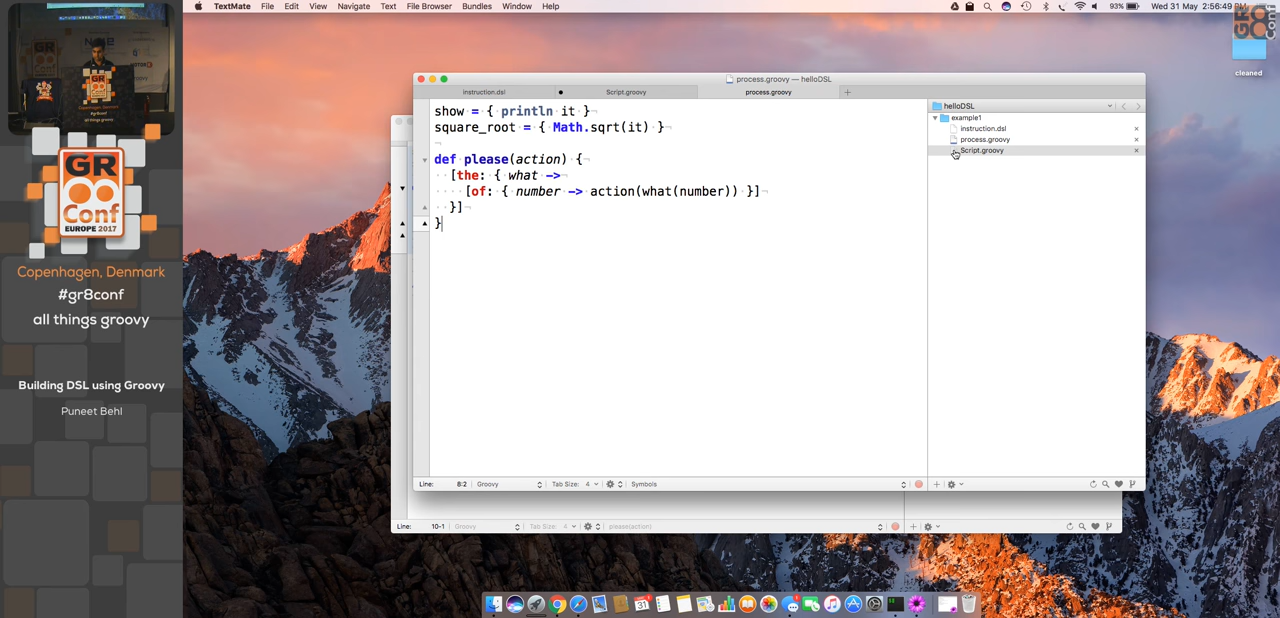 TextMate File Edit View Navigate Text File Browser Bundles Window Help
93% Wed 31 May 2:56:49 PM
GR8 Conf
cleaned
process.groovy — helloDSL
instruction.dsl Script.groovy process.groovy
show = { println it }¬
square_root = { Math.sqrt(it) }¬
¬
def please(action) {¬
[the: { what ->¬
[of: { number -> action(what(number)) }]¬
}]¬
}
helloDSL
example1
instruction.dsl
process.groovy
Script.groovy
Line: 8:2 Groovy Tab Size: 4 Symbols
Line: 10-1 Groovy Tab Size: 4 please(action)
GR8
Conf
EUROPE 2017
Copenhagen, Denmark
#gr8conf
all things groovy
Building DSL using Groovy
Puneet Behl
31